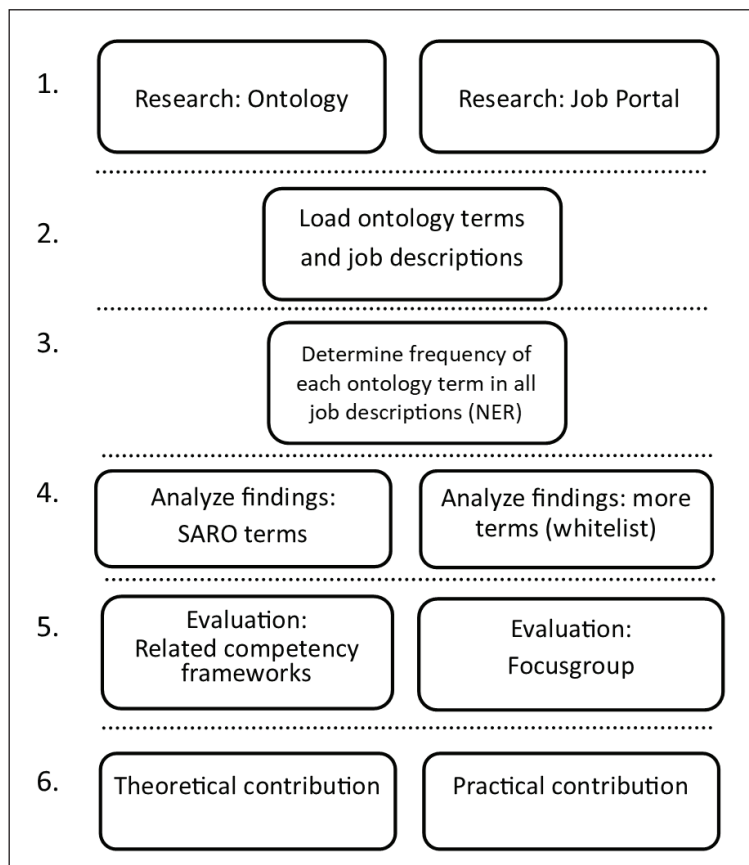 1.
Research: Ontology
Research: Job Portal
2.
Load ontology terms
and job descriptions
3.
Determine frequency of
each ontology term in all
job descriptions (NER)
4.
Analyze findings:
SARO terms
Analyze findings: more
terms (whitelist)
5.
Evaluation:
Related competency
frameworks
Evaluation:
Focusgroup
6.
Theoretical contribution
Practical contribution